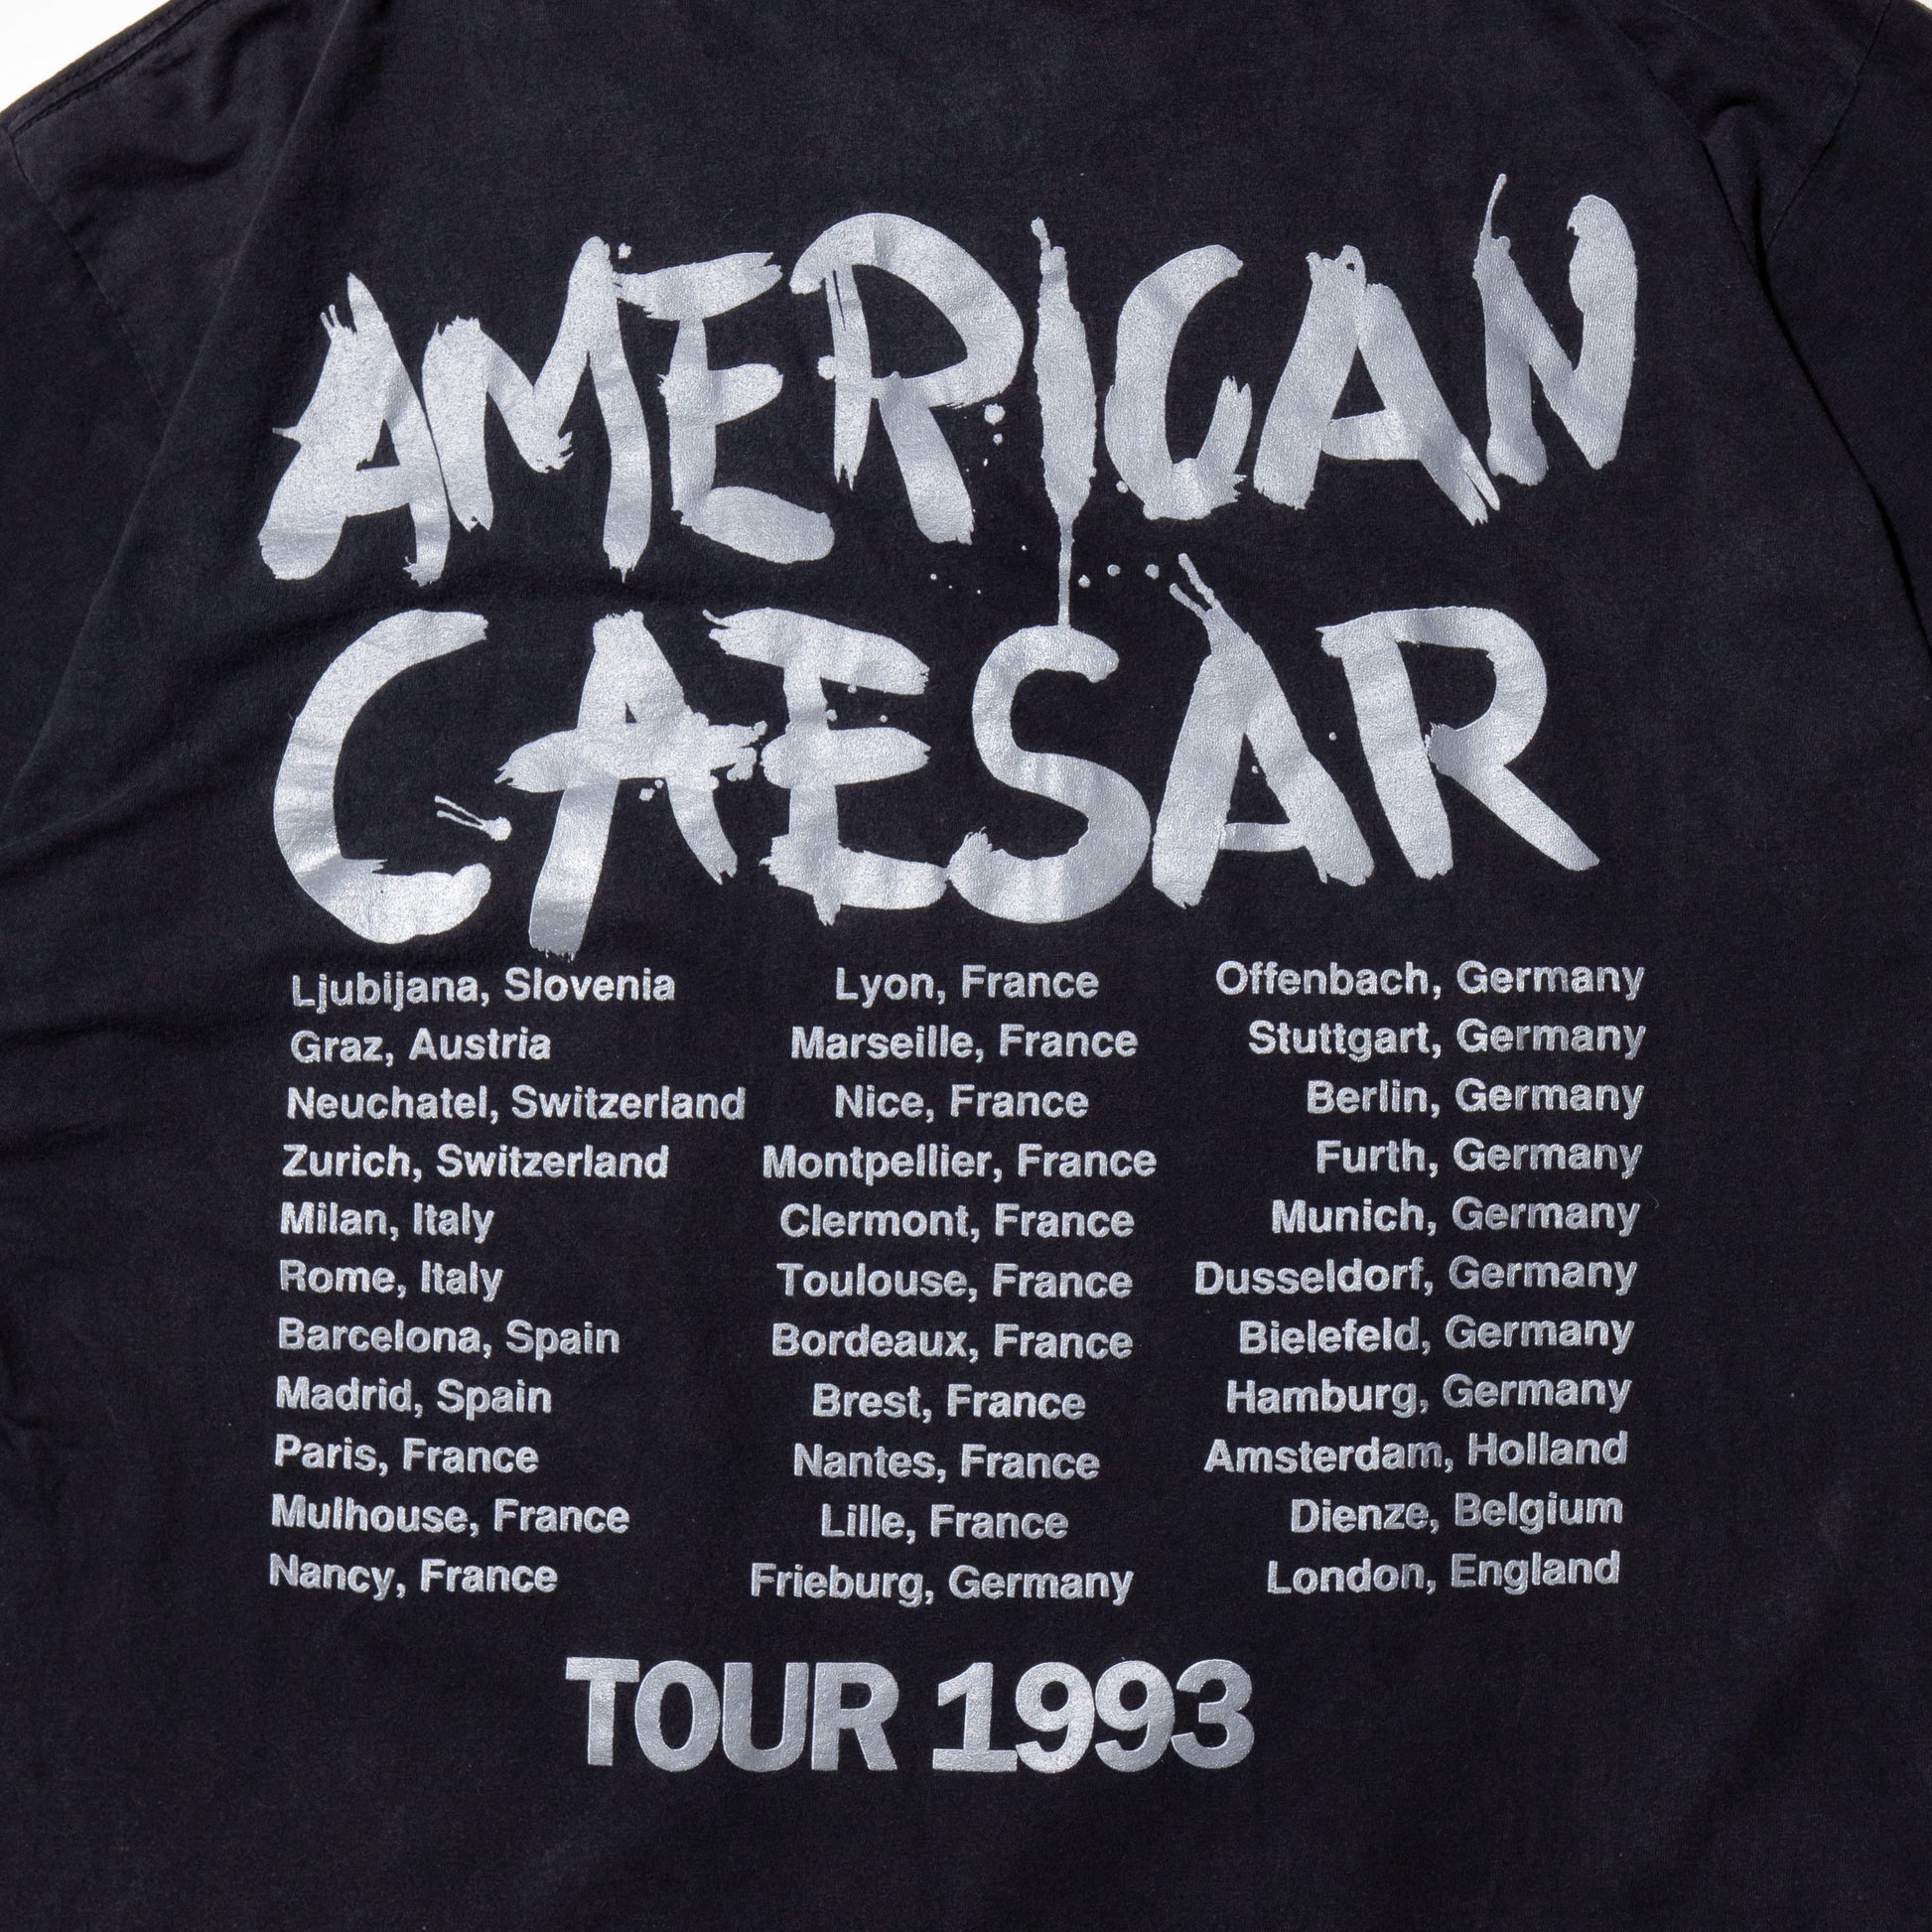 AMERICAN
CAESAR
Ljubijana, Slovenia
Graz, Austria
Neuchatel, Switzerland
Zurich, Switzerland
Milan, Italy
Rome, Italy
Barcelona, Spain
Madrid, Spain
Paris, France
Mulhouse, France
Nancy, France
Lyon, France
Marseille, France
Nice, France
Montpellier, France
Clermont, France
Toulouse, France
Bordeaux, France
Brest, France
Nantes, France
Lille, France
Frieburg, Germany
Offenbach, Germany
Stuttgart, Germany
Berlin, Germany
Furth, Germany
Munich, Germany
Dusseldorf, Germany
Bielefeld, Germany
Hamburg, Germany
Amsterdam, Holland
Dienze, Belgium
London, England
TOUR 1993